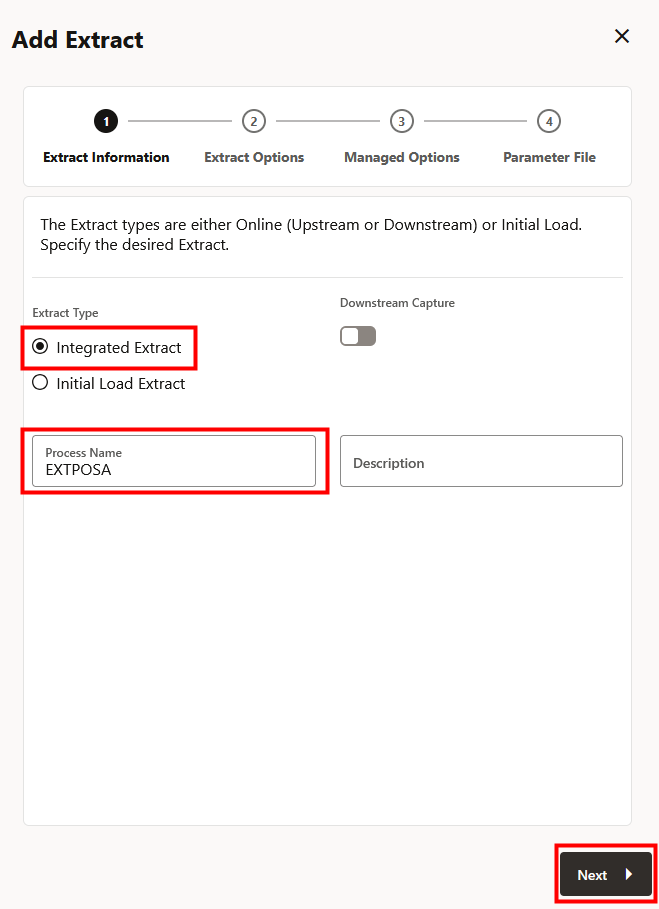 Add Extract
1
2
3
4
Extract Information
Extract Options
Managed Options
Parameter File
The Extract types are either Online (Upstream or Downstream) or Initial Load.
Specify the desired Extract.
Extract Type
Downstream Capture
Integrated Extract
Initial Load Extract
Process Name
EXTPOSA
Description
Next